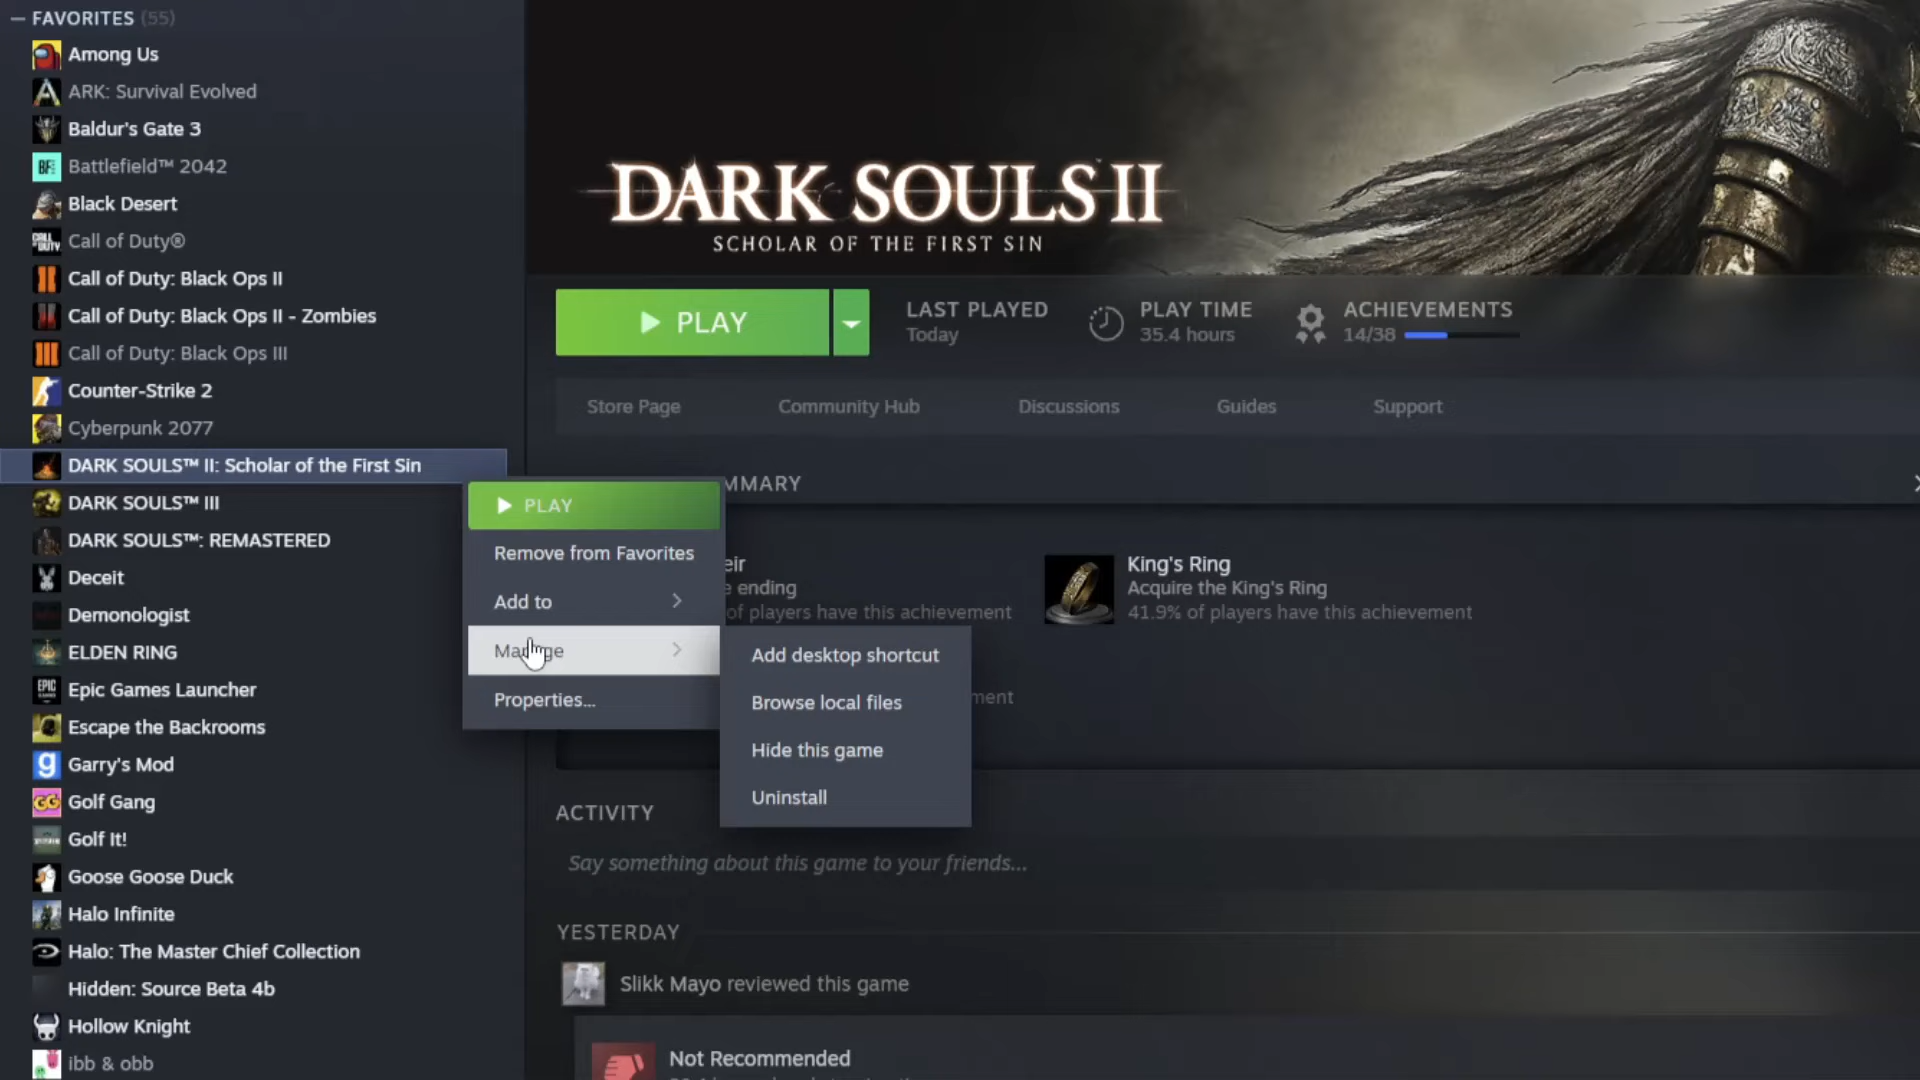 FAVORITES (55)
Among Us
ARK: Survival Evolved
Baldur's Gate 3
Battlefield™ 2042
Black Desert
Call of Duty®
Call of Duty: Black Ops II
Call of Duty: Black Ops II - Zombies
Call of Duty: Black Ops III
Counter-Strike 2
Cyberpunk 2077
DARK SOULS™ II: Scholar of the First Sin
DARK SOULS™ III
DARK SOULS™: REMASTERED
Deceit
Demonologist
ELDEN RING
Epic Games Launcher
Escape the Backrooms
Garry's Mod
Golf Gang
Golf It!
Goose Goose Duck
Halo Infinite
Halo: The Master Chief Collection
Hidden: Source Beta 4b
Hollow Knight
ibb & obb
DARK SOULS II
SCHOLAR OF THE FIRST SIN
PLAY
LAST PLAYED
Today
PLAY TIME
35.4 hours
ACHIEVEMENTS
14/38
Store Page Community Hub Discussions Guides Support
PLAY
Remove from Favorites
Add to
Manage
Properties...
Add desktop shortcut
Browse local files
Hide this game
Uninstall
ending
of players have this achievement
King's Ring
Acquire the King's Ring
41.9% of players have this achievement
ACTIVITY
Say something about this game to your friends...
YESTERDAY
Slikk Mayo reviewed this game
Not Recommended